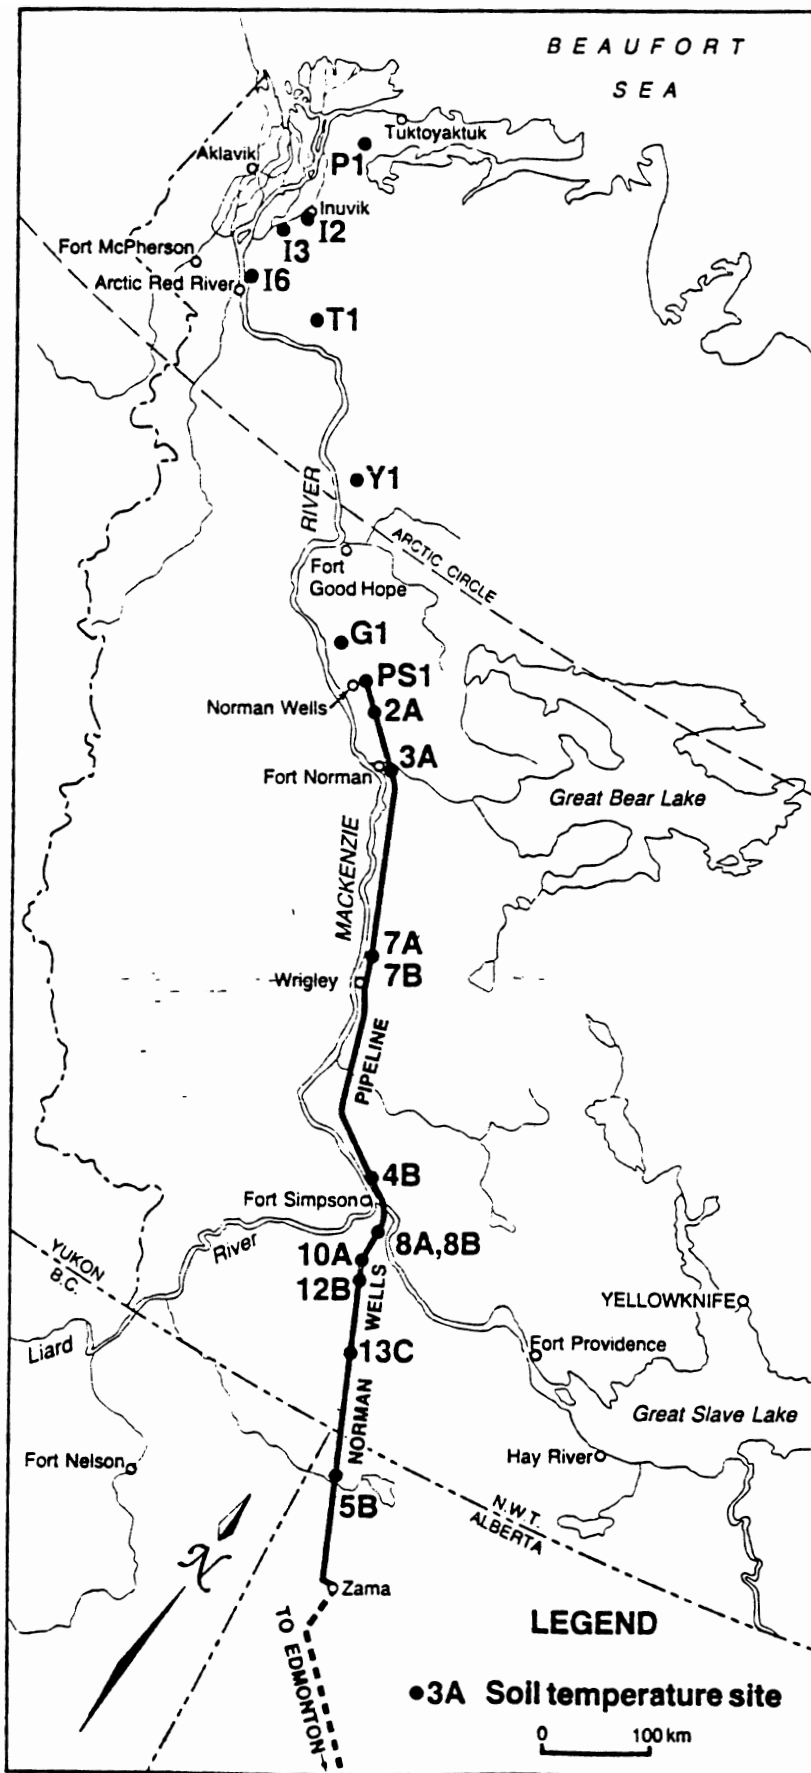 BEAUFORT
SEA
Tuktoyaktuk
Aklavik
P1
Inuvik
I2
I3
Fort McPherson
I6
Arctic Red River
T1
Y1
RIVER
ARCTIC CIRCLE
Fort
Good Hope
G1
PS1
Norman Wells
2A
3A
Fort Norman
Great Bear Lake
MACKENZIE
7A
7B
Wrigley
PIPELINE
4B
Fort Simpson
8A,8B
River
10A
YUKON
B.C.
12B
WELLS
YELLOWKNIFE
Liard
13C
Fort Providence
NORMAN
Great Slave Lake
Fort Nelson
Hay River
5B
N.W.T.
ALBERTA
N
Zama
TO EDMONTON
LEGEND
3A Soil temperature site
0 100 km